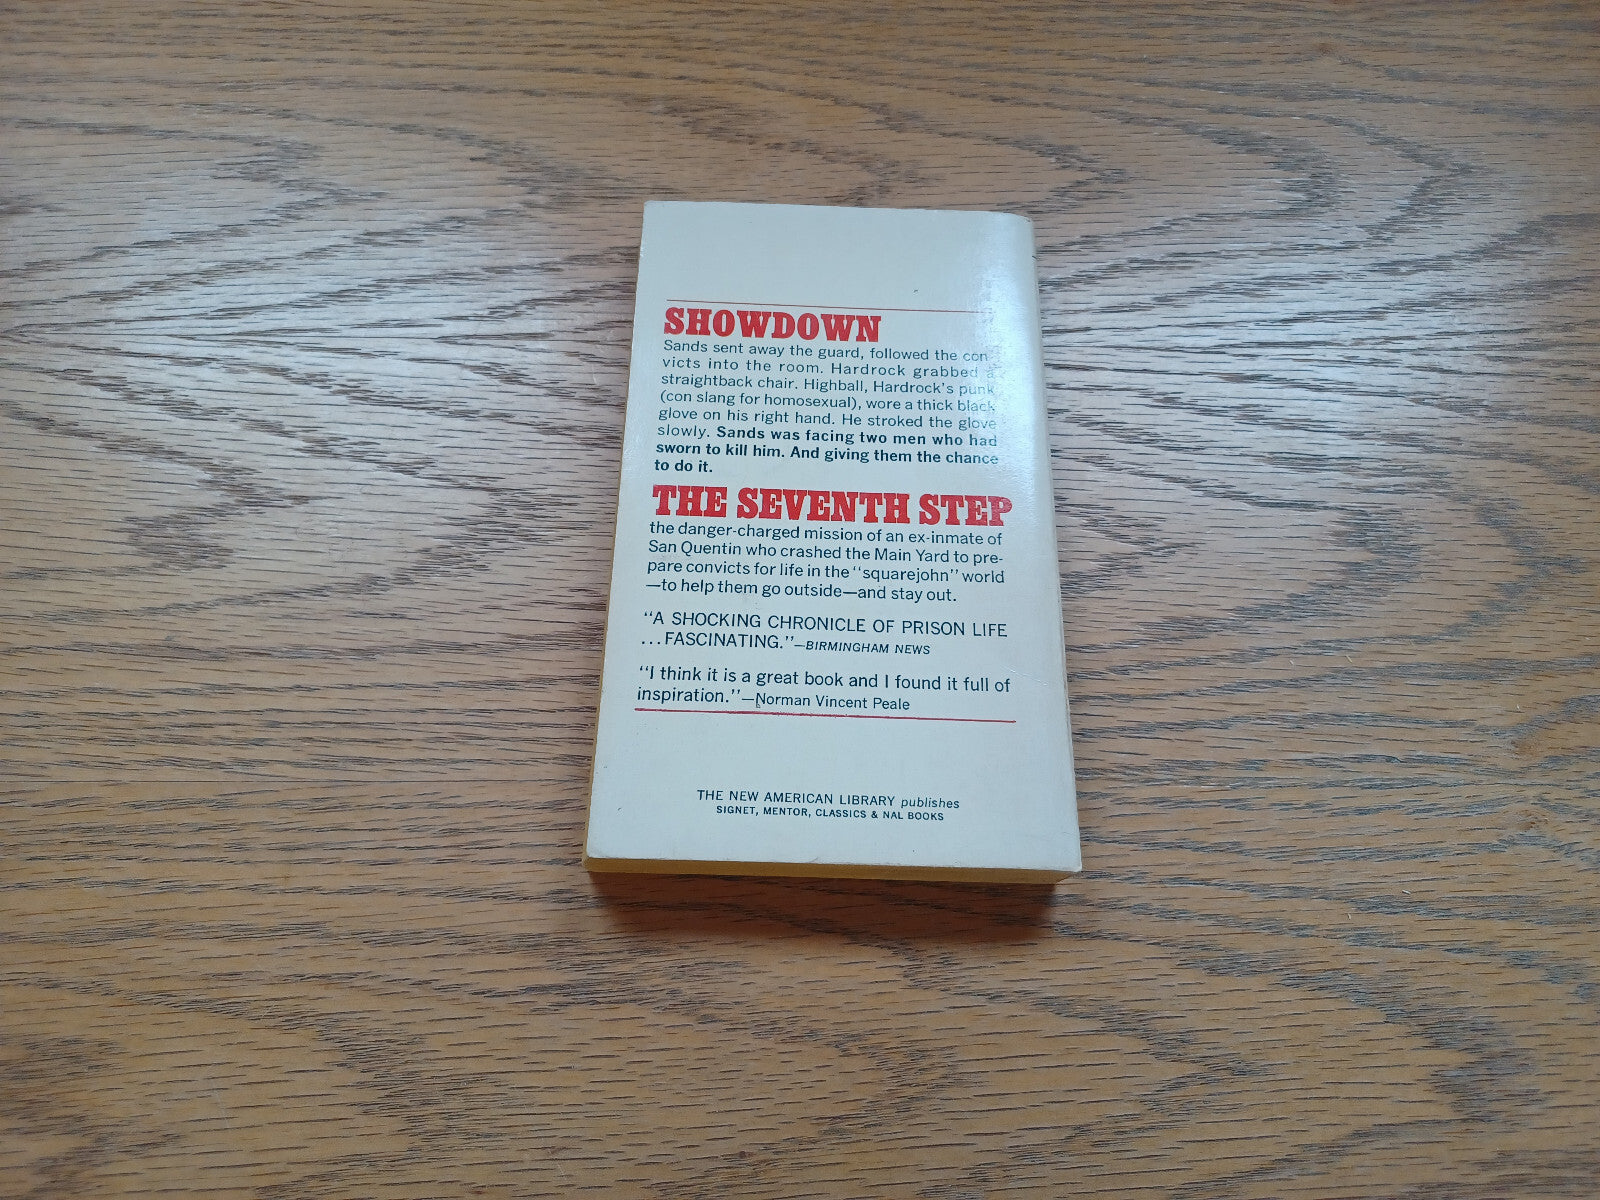 SHOWDOWN
Sands sent away the guard, followed the con-
victs into the room. Hardrock grabbed a
straightback chair. Highball, Hardrock's punk
(con slang for homosexual), wore a thick black
glove on his right hand. He stroked the glove
slowly. Sands was facing two men who had
sworn to kill him. And giving them the chance
to do it.
THE SEVENTH STEP
the danger-charged mission of an ex-inmate of
San Quentin who crashed the Main Yard to pre-
pare convicts for life in the "squarejohn" world
—to help them go outside—and stay out.
"A SHOCKING CHRONICLE OF PRISON LIFE
...FASCINATING."—BIRMINGHAM NEWS
"I think it is a great book and I found it full of
inspiration."—Norman Vincent Peale
THE NEW AMERICAN LIBRARY publishes
SIGNET, MENTOR, CLASSICS & NAL BOOKS